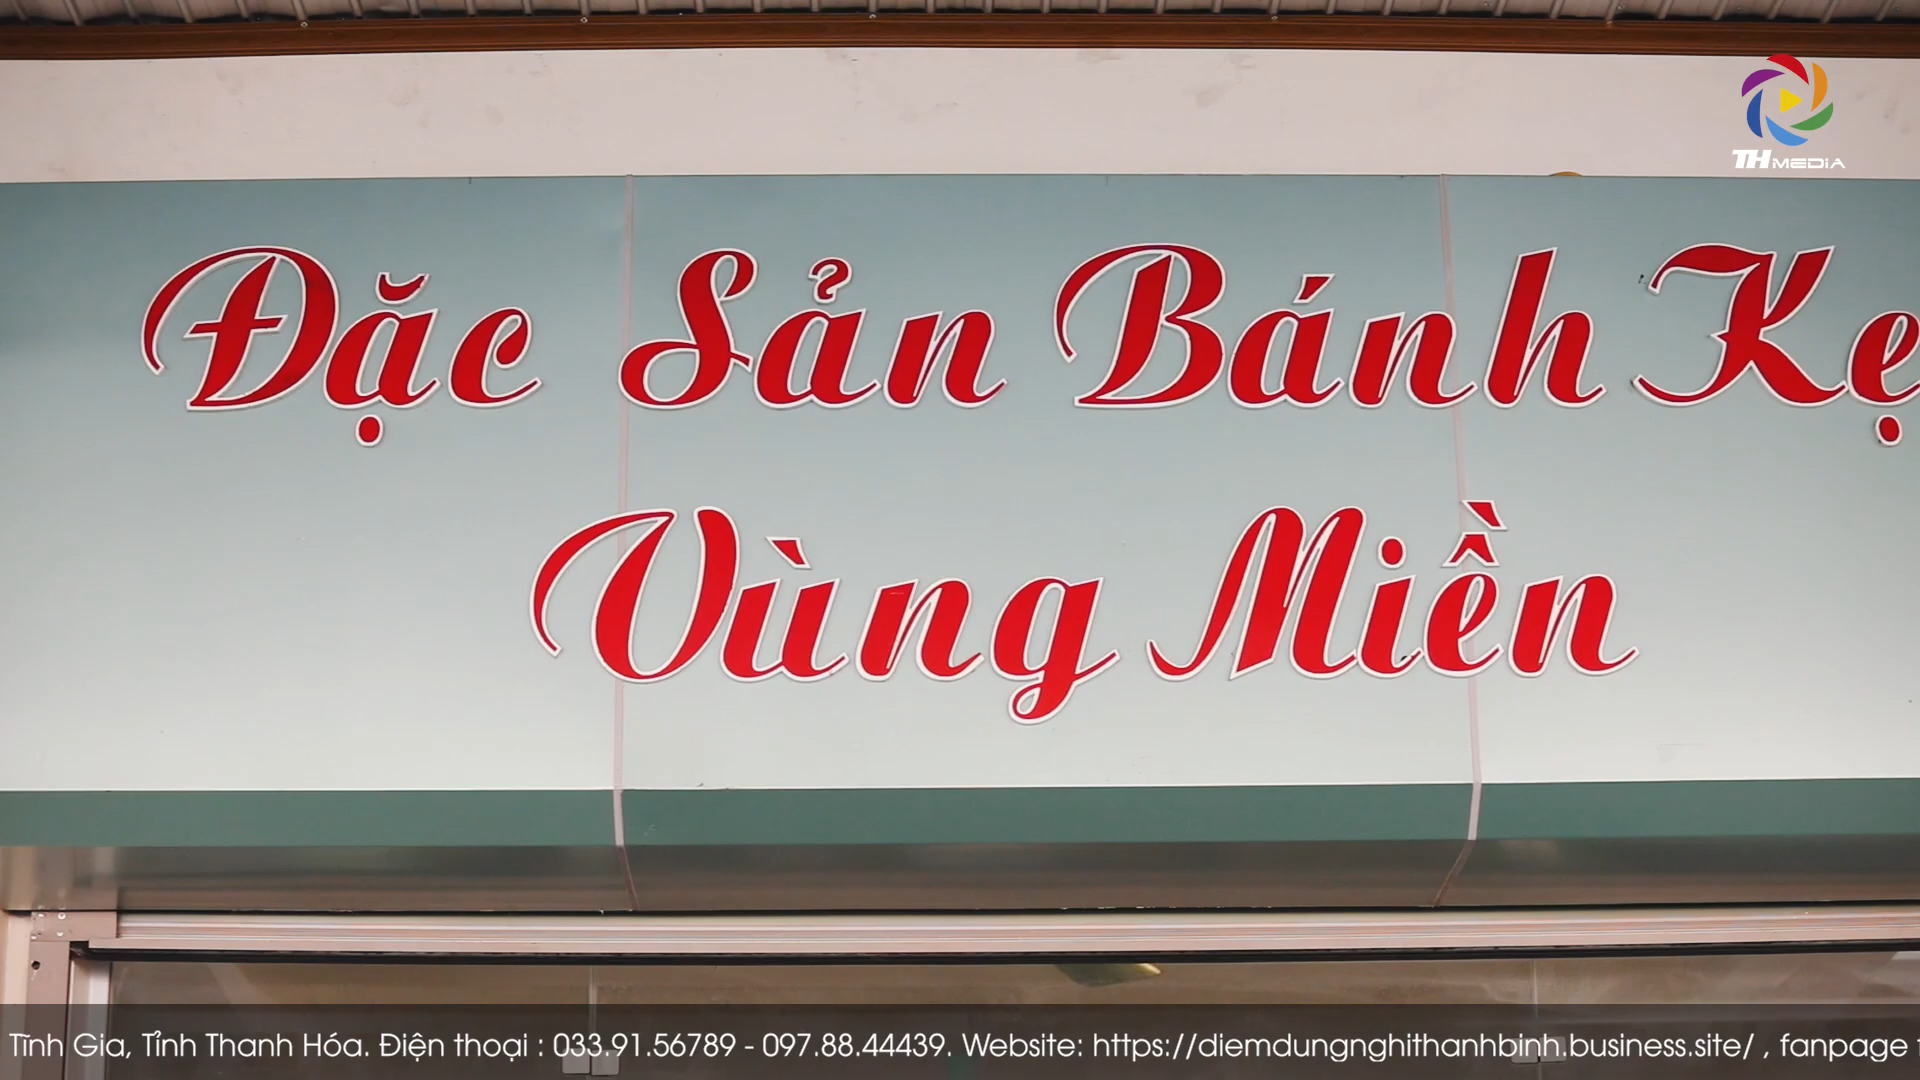 TH MEDIA
Đặc Sản Bánh Kẹ
Vùng Miền
Tĩnh Gia, Tỉnh Thanh Hóa. Điện thoại : 033.91.56789 - 097.88.44439. Website: https://diemdungnghithanhbinh.business.site/ , fanpage